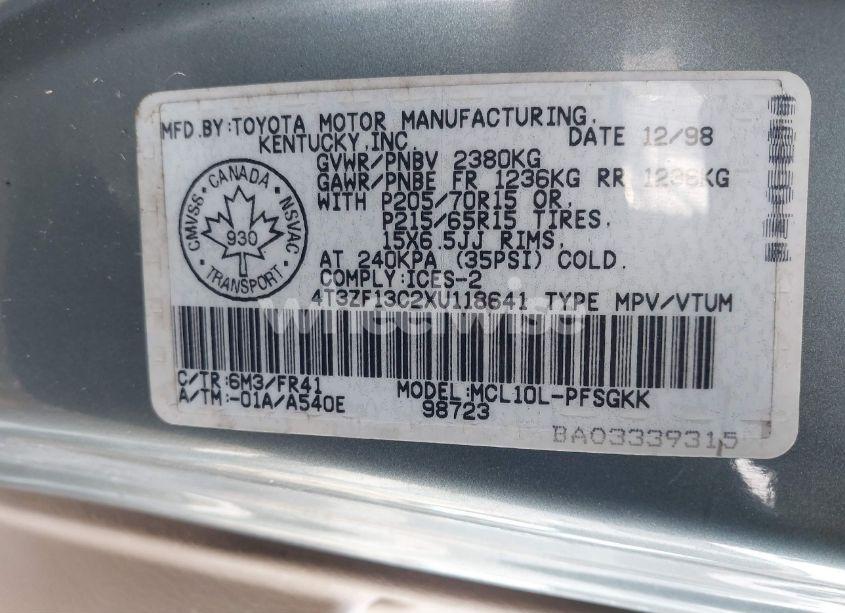 MFD.BY:TOYOTA MOTOR MANUFACTURING,
KENTUCKY,INC. DATE 12/98
GVWR/PNBV 2380KG
GAWR/PNBE FR 1236KG RR 1236KG
WITH P205/70R15 OR,
P215/65R15 TIRES,
15X6.5JJ RIMS,
AT 240KPA (35PSI) COLD.
COMPLY:ICES-2
4T3ZF13C2XU118641 TYPE MPV/VTUM
CMVSS · CANADA · NSVAC
930
TRANSPORT
wheelwise
C/TR:6M3/FR41 MODEL:MCL10L-PFSGKK
A/TM:-01A/A540E 98723
BA03339315